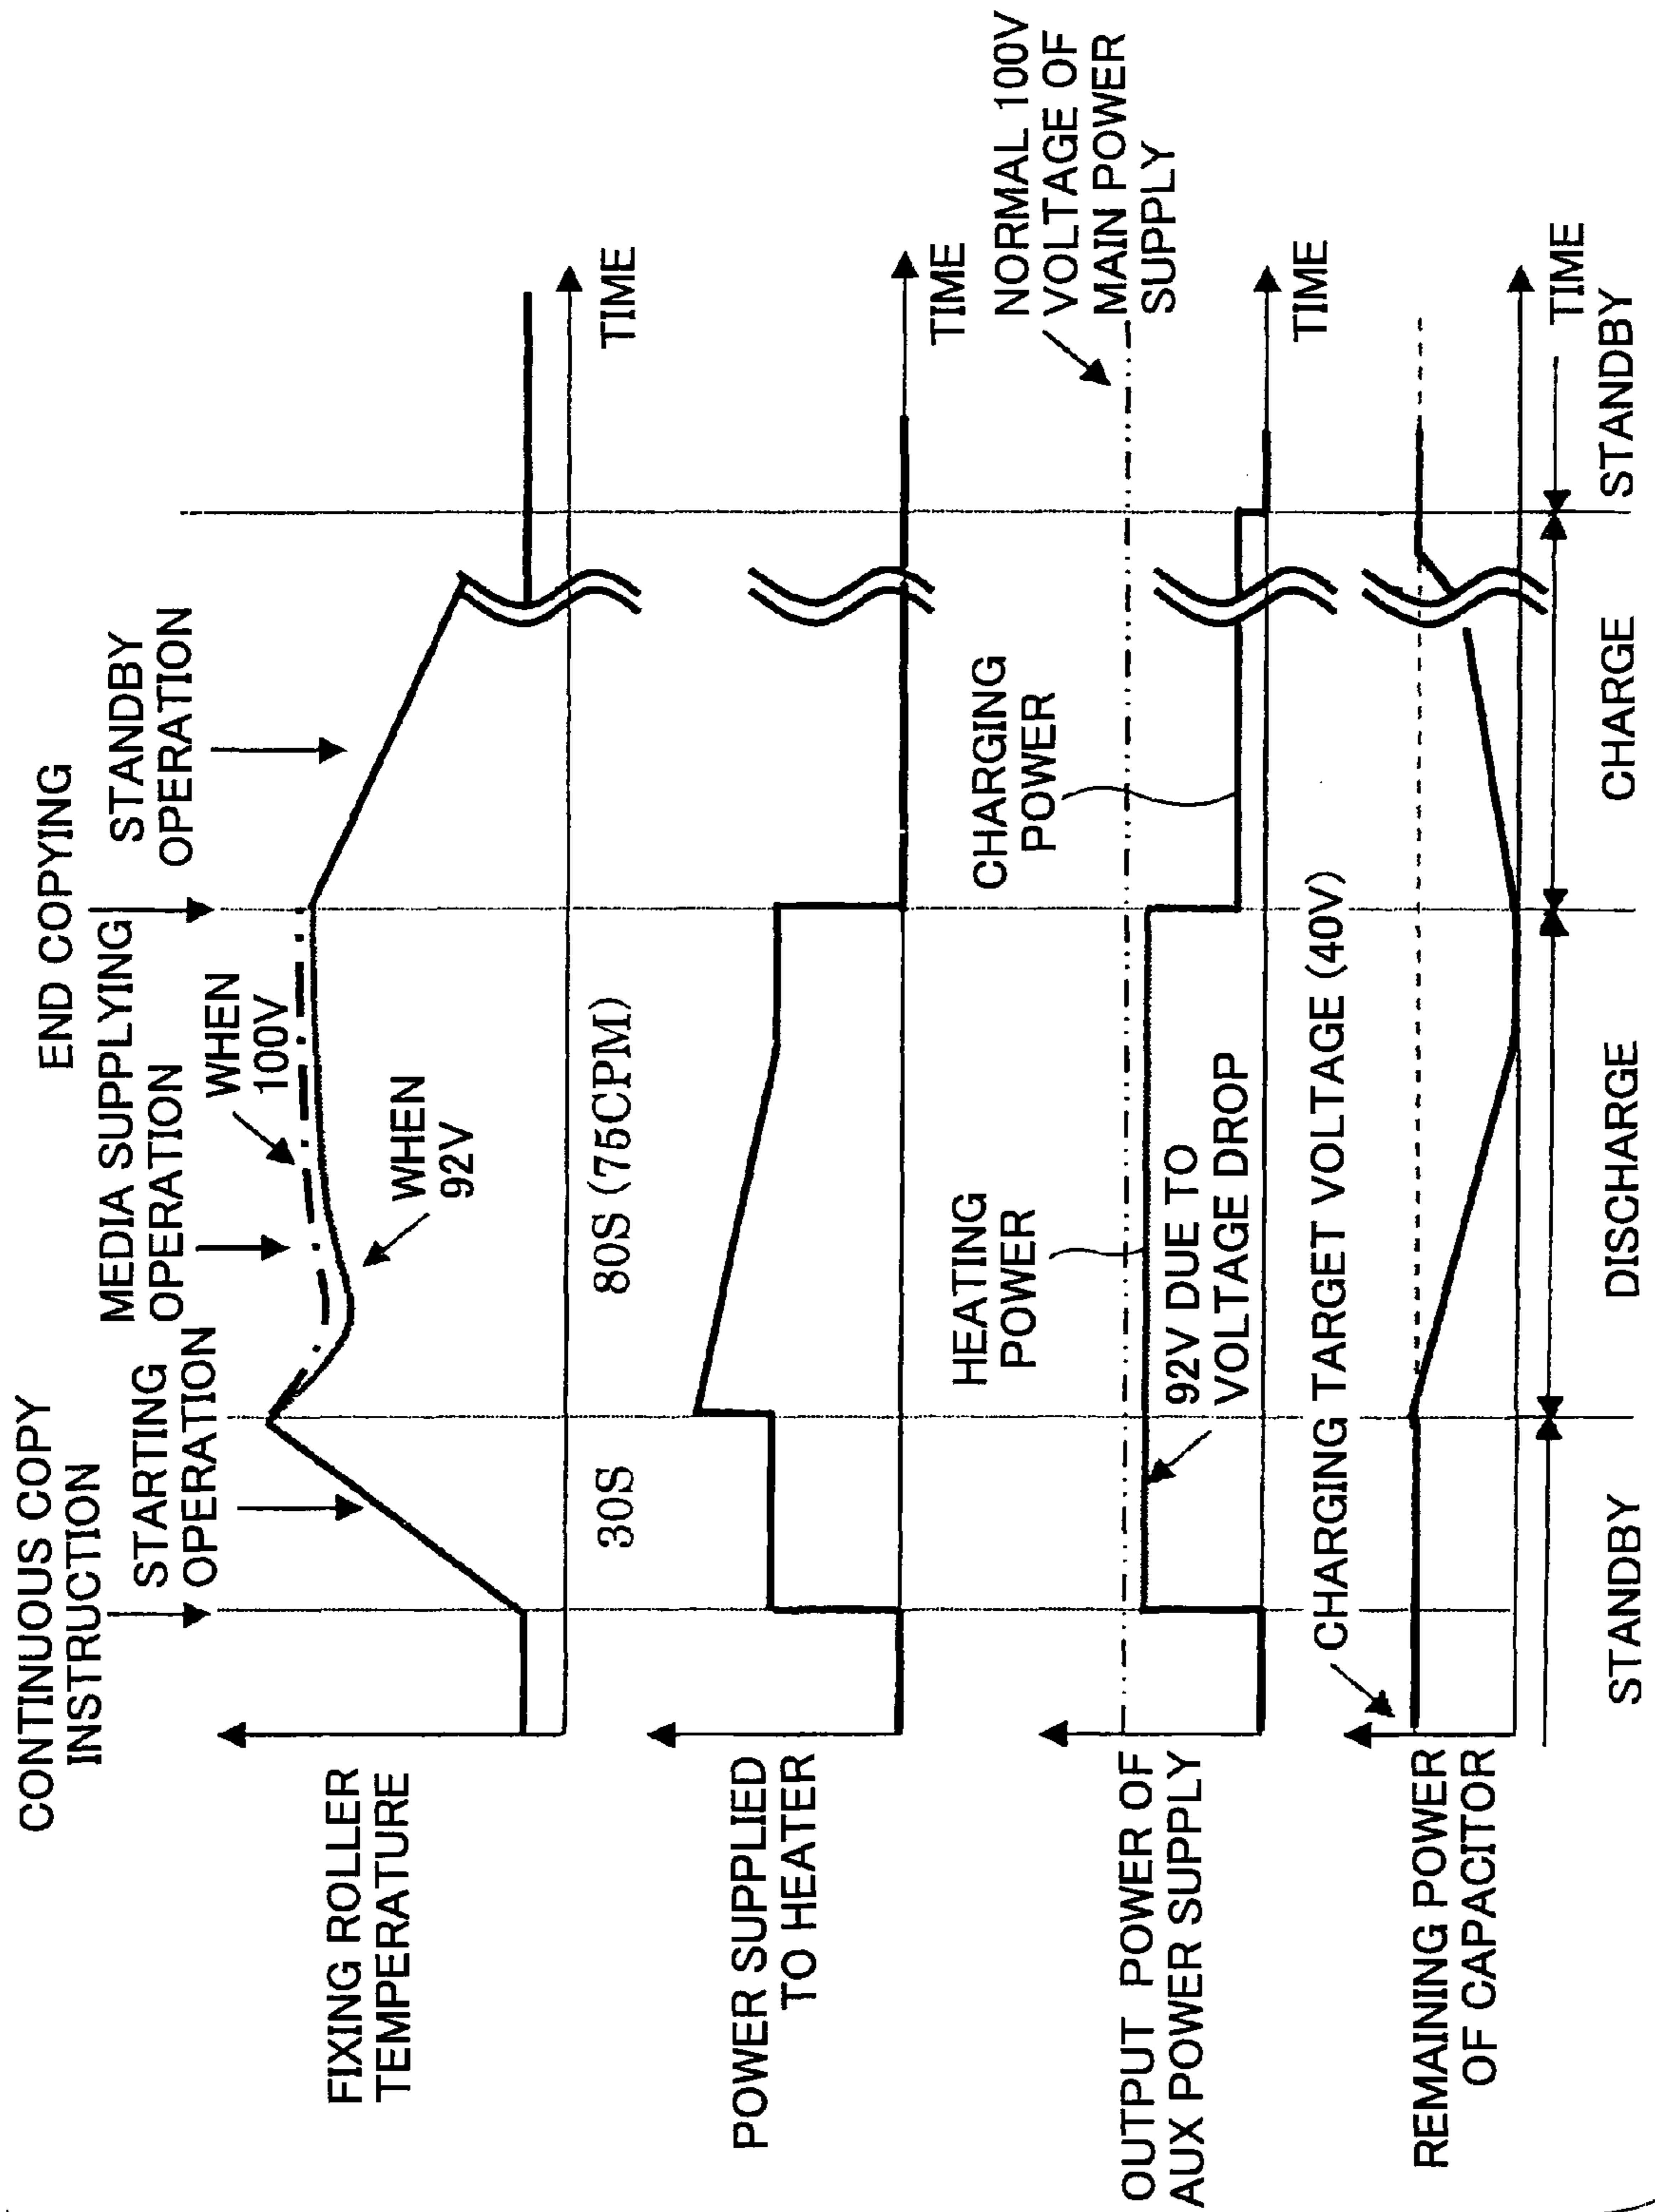 CONTINUOUS COPY
INSTRUCTION
END COPYING
STARTING
OPERATION
MEDIA SUPPLYING
OPERATION
STANDBY
OPERATION
WHEN
100V
WHEN
92V
FIXING ROLLER
TEMPERATURE
TIME
30S
80S (75CPM)
POWER SUPPLIED
TO HEATER
TIME
HEATING
POWER
CHARGING
POWER
NORMAL 100V
VOLTAGE OF
MAIN POWER
SUPPLY
OUTPUT POWER OF
AUX POWER SUPPLY
92V DUE TO
VOLTAGE DROP
TIME
CHARGING TARGET VOLTAGE (40V)
REMAINING POWER
OF CAPACITOR
TIME
STANDBY
DISCHARGE
CHARGE
STANDBY